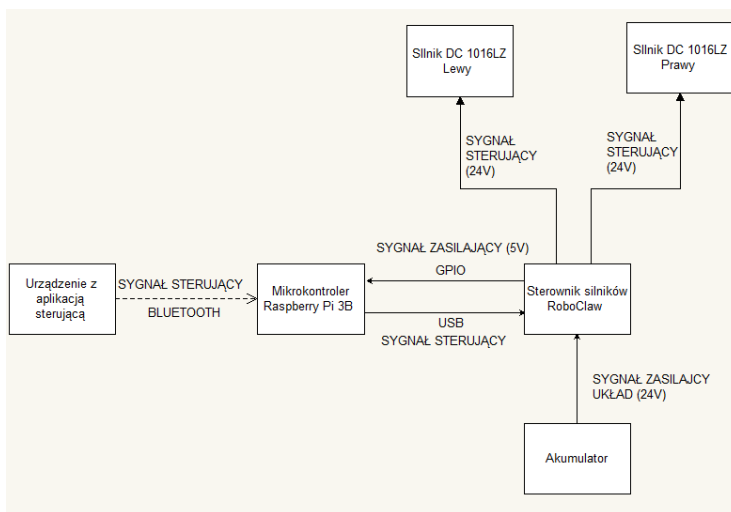 SIlnik DC 1016LZ
Lewy
SIlnik DC 1016LZ
Prawy
SYGNAŁ
STERUJĄCY
(24V)
SYGNAŁ
STERUJĄCY
(24V)
SYGNAŁ ZASILAJĄCY (5V)
GPIO
Urządzenie z
aplikacją
sterującą
SYGNAŁ STERUJĄCY
BLUETOOTH
Mikrokontroler
Raspberry Pi 3B
Sterownik silników
RoboClaw
USB
SYGNAŁ STERUJĄCY
SYGNAŁ ZASILAJCY
UKŁAD (24V)
Akumulator